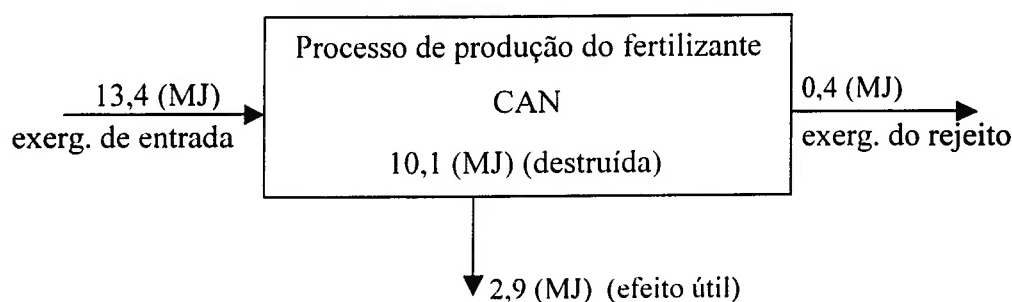 Processo de produção do fertilizante
CAN
10,1 (MJ) (destruída)
13,4 (MJ)
exerg. de entrada
0,4 (MJ)
exerg. do rejeito
2,9 (MJ) (efeito útil)